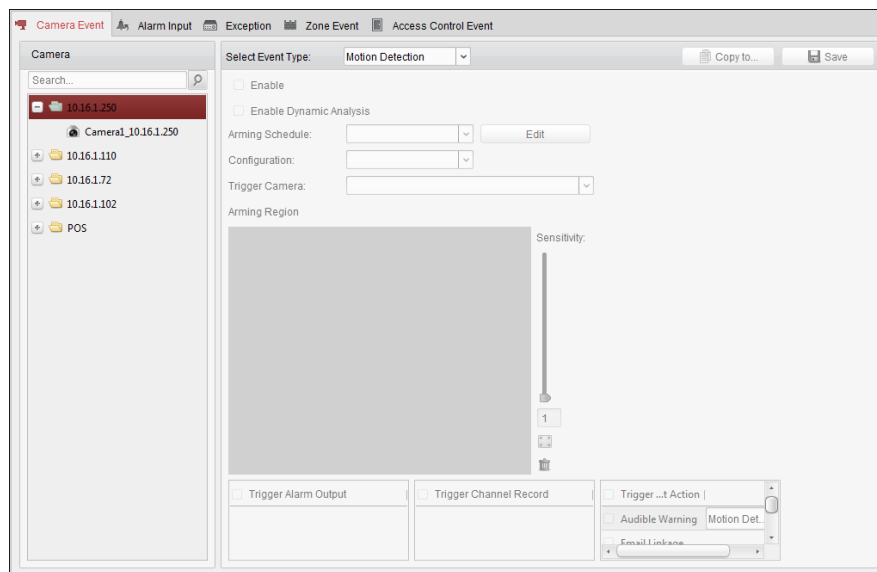 Camera Event Alarm Input Exception Zone Event Access Control Event
Camera
Search...
10.16.1.250
Camera1_10.16.1.250
10.16.1.110
10.16.1.72
10.16.1.102
POS
Select Event Type: Motion Detection Copy to... Save
Enable
Enable Dynamic Analysis
Arming Schedule: Edit
Configuration:
Trigger Camera:
Arming Region
Sensitivity:
1
Trigger Alarm Output Trigger Channel Record Trigger ...t Action
Audible Warning Motion Det...
Email Linkage